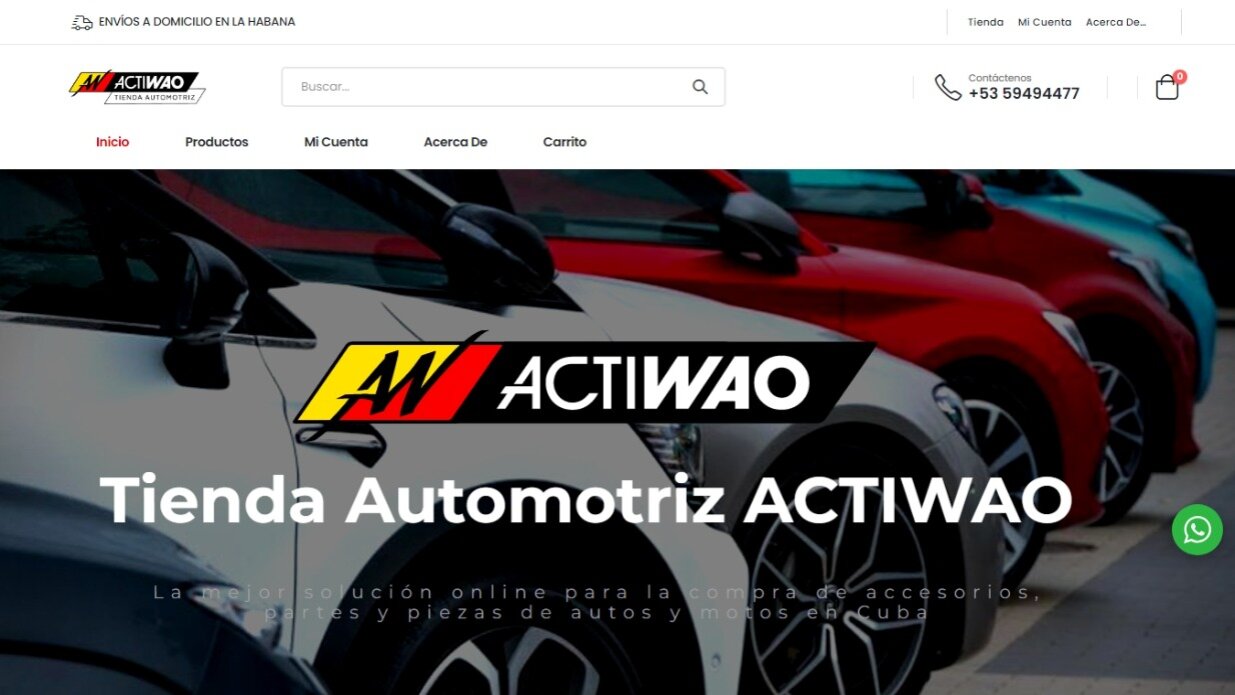 ENVÍOS A DOMICILIO EN LA HABANA
Tienda Mi Cuenta Acerca De...
AW ACTIWAO
TIENDA AUTOMOTRIZ
Buscar...
Contáctenos
+53 59494477
0
Inicio Productos Mi Cuenta Acerca De Carrito
AW ACTIWAO
Tienda Automotriz ACTIWAO
La mejor solución online para la compra de accesorios,
partes y piezas de autos y motos en Cuba